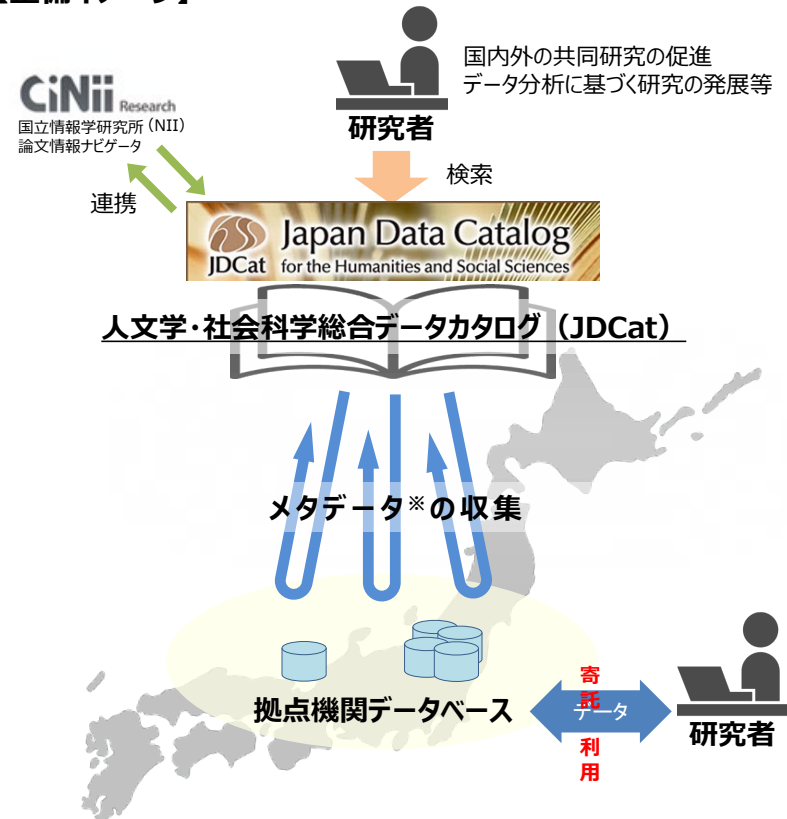 国内外の共同研究の促進
データ分析に基づく研究の発展等
CiNii Research
国立情報学研究所（NII）
論文情報ナビゲータ
研究者
検索
連携
JDCat
Japan Data Catalog
for the Humanities and Social Sciences
人文学・社会科学総合データカタログ（JDCat）
メタデータ※の収集
拠点機関データベース
寄託
データ
利用
研究者